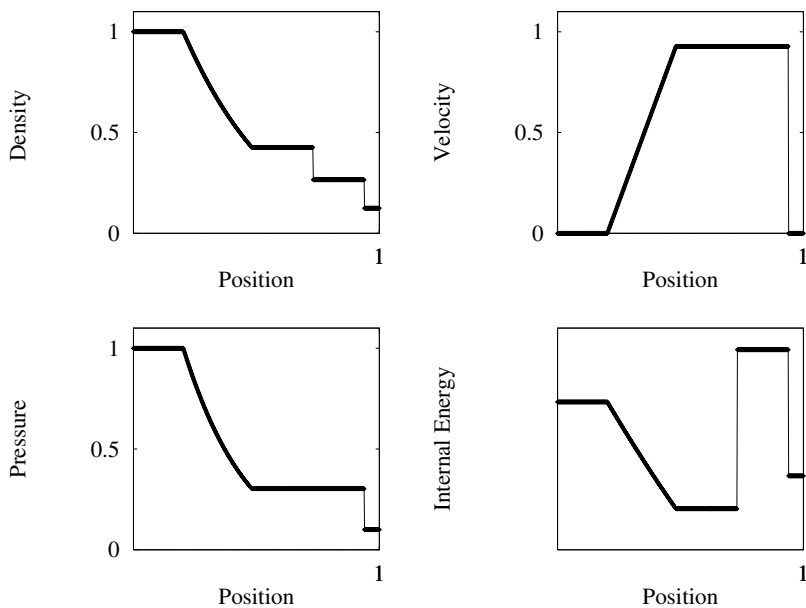 1
0.5
0
Density
1
Position
1
0.5
0
Velocity
1
Position
1
0.5
0
Pressure
1
Position
Internal Energy
1
Position